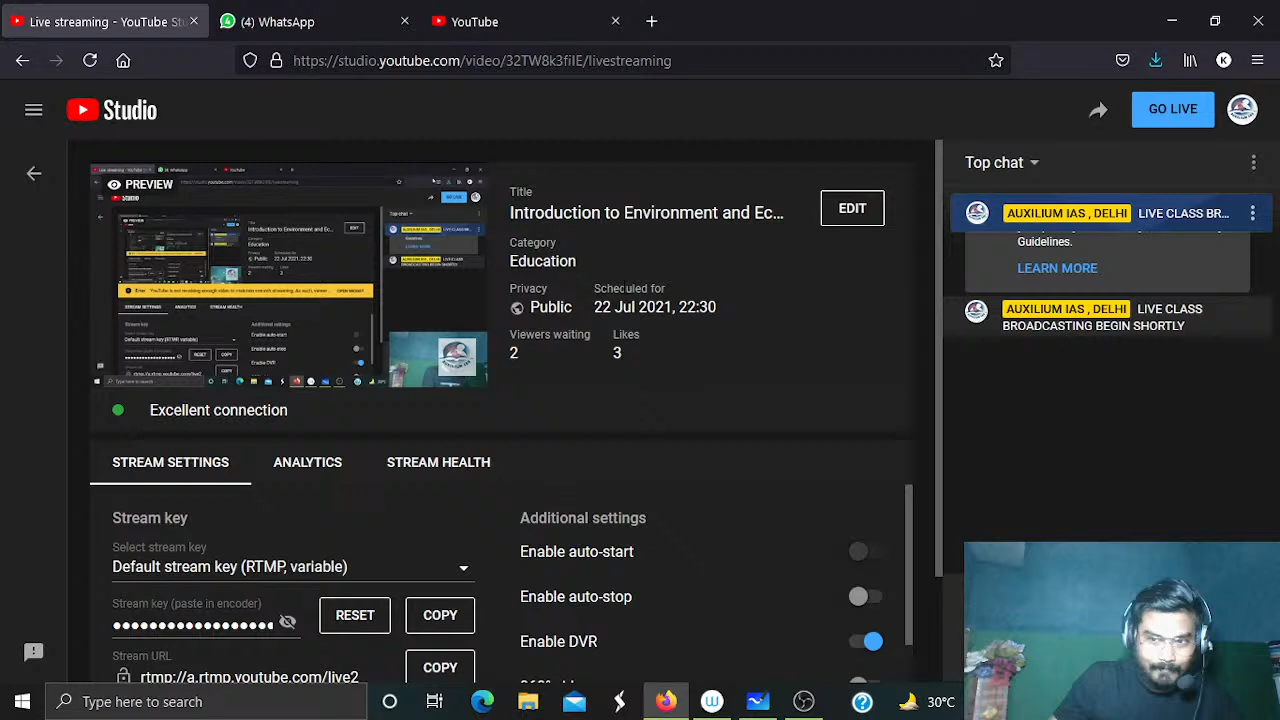 Live streaming - YouTube Stu
(4) WhatsApp
YouTube
https://studio.youtube.com/video/32TW8k3fiIE/livestreaming
K
Studio
GO LIVE
PREVIEW
Title
Introduction to Environment and Ec...
EDIT
Category
Education
Privacy
Public
Scheduled for
22 Jul 2021, 22:30
Viewers waiting
2
Likes
3
Excellent connection
Top chat
AUXILIUM IAS , DELHI LIVE CLASS BR...
Guidelines.
LEARN MORE
AUXILIUM IAS , DELHI LIVE CLASS
BROADCASTING BEGIN SHORTLY
STREAM SETTINGS
ANALYTICS
STREAM HEALTH
Stream key
Select stream key
Default stream key (RTMP, variable)
Stream key (paste in encoder)
RESET
COPY
Stream URL
rtmp://a.rtmp.youtube.com/live2
COPY
Additional settings
Enable auto-start
Enable auto-stop
Enable DVR
Type here to search
30°C